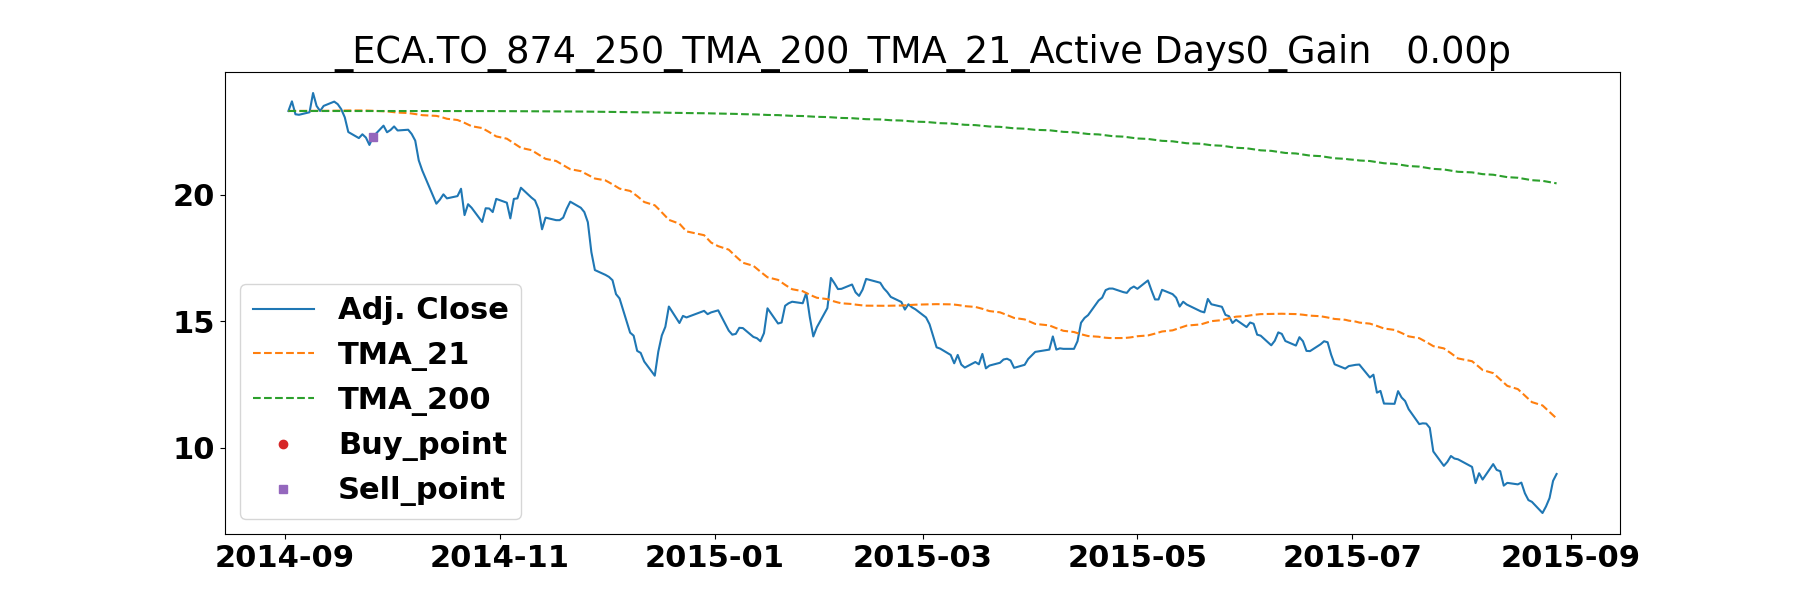 _ECA.TO_874_250_TMA_200_TMA_21_Active Days0_Gain   0.00p
20
15
10
Adj. Close
TMA_21
TMA_200
Buy_point
Sell_point
2014-09 2014-11 2015-01 2015-03 2015-05 2015-07 2015-09